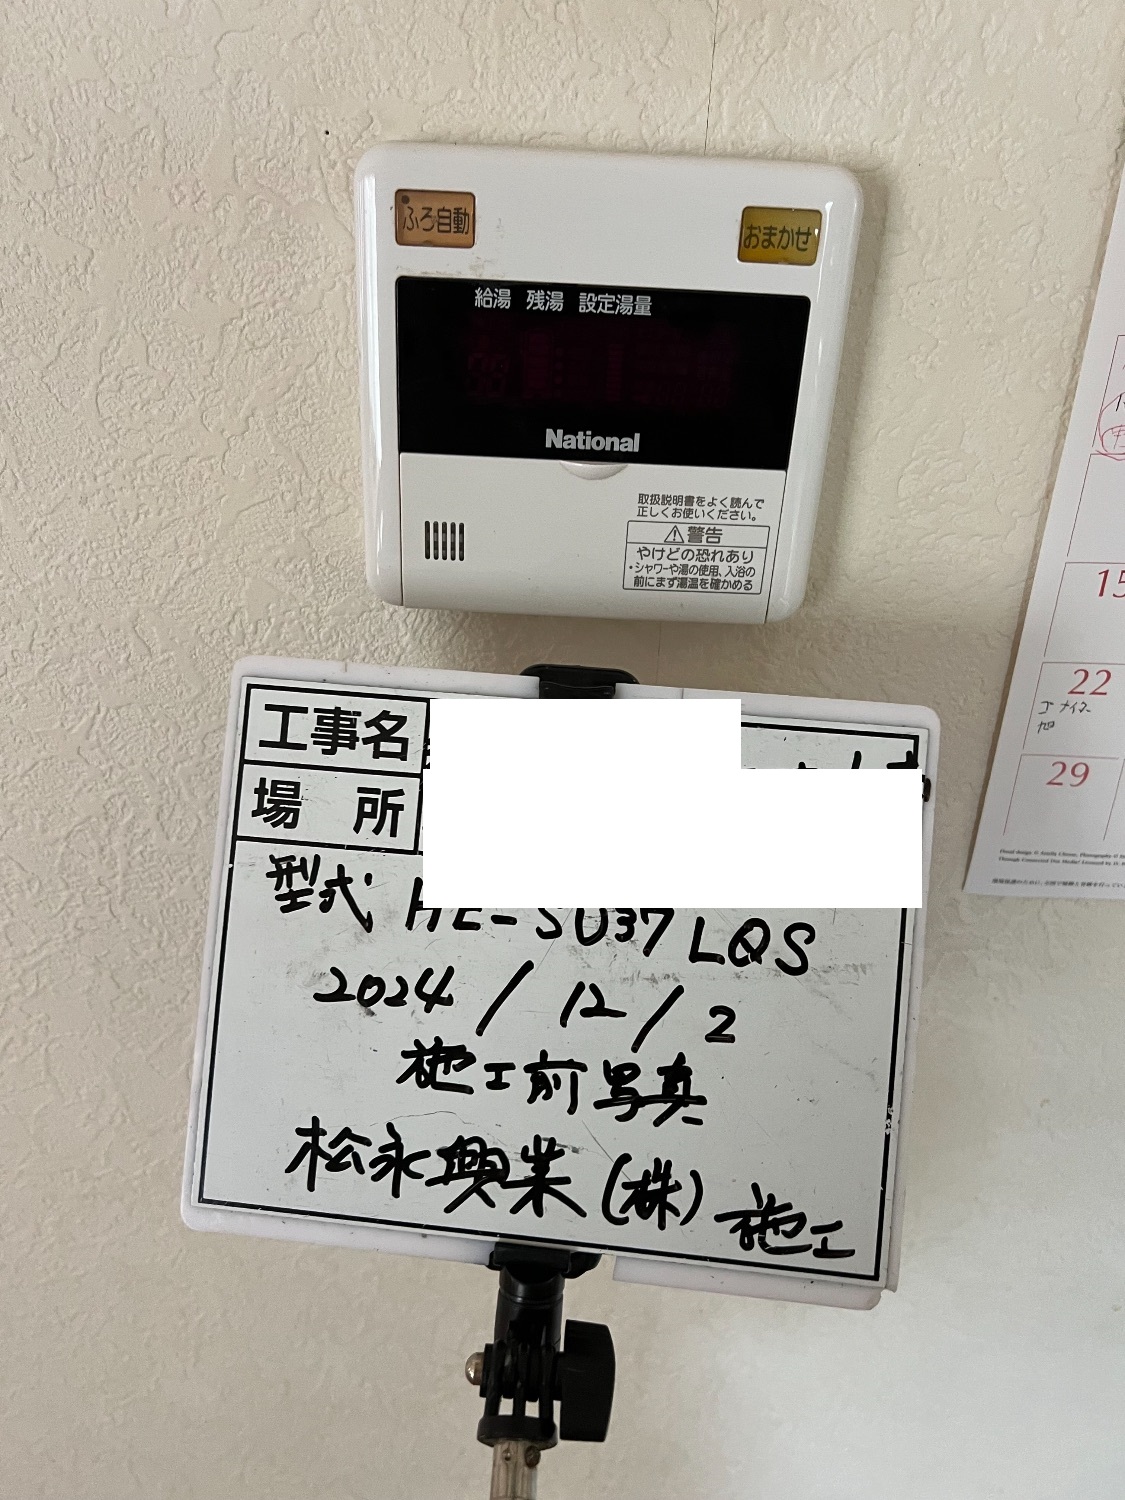 ふろ自動
おまかせ
給湯 残湯 設定湯量
National
取扱説明書をよく読んで
正しくお使いください。
⚠警告
やけどの恐れあり
・シャワーや湯の使用、入浴の
前にまず湯温を確かめる
工事名
場所
型式 HE-SU37LQS
2024/12/2
施工前写真
松永興業(株)施工
15
22
29